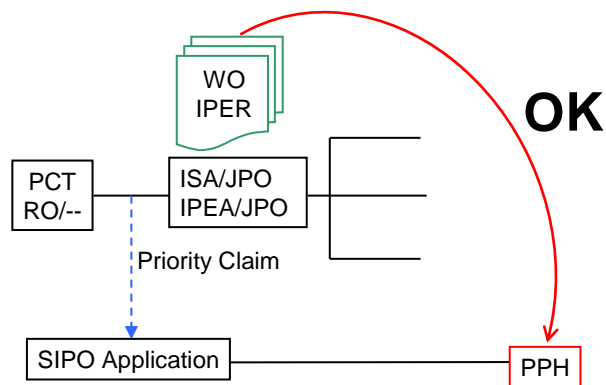 WO
IPER
OK
PCT
RO/--
ISA/JPO
IPEA/JPO
Priority Claim
SIPO Application
PPH